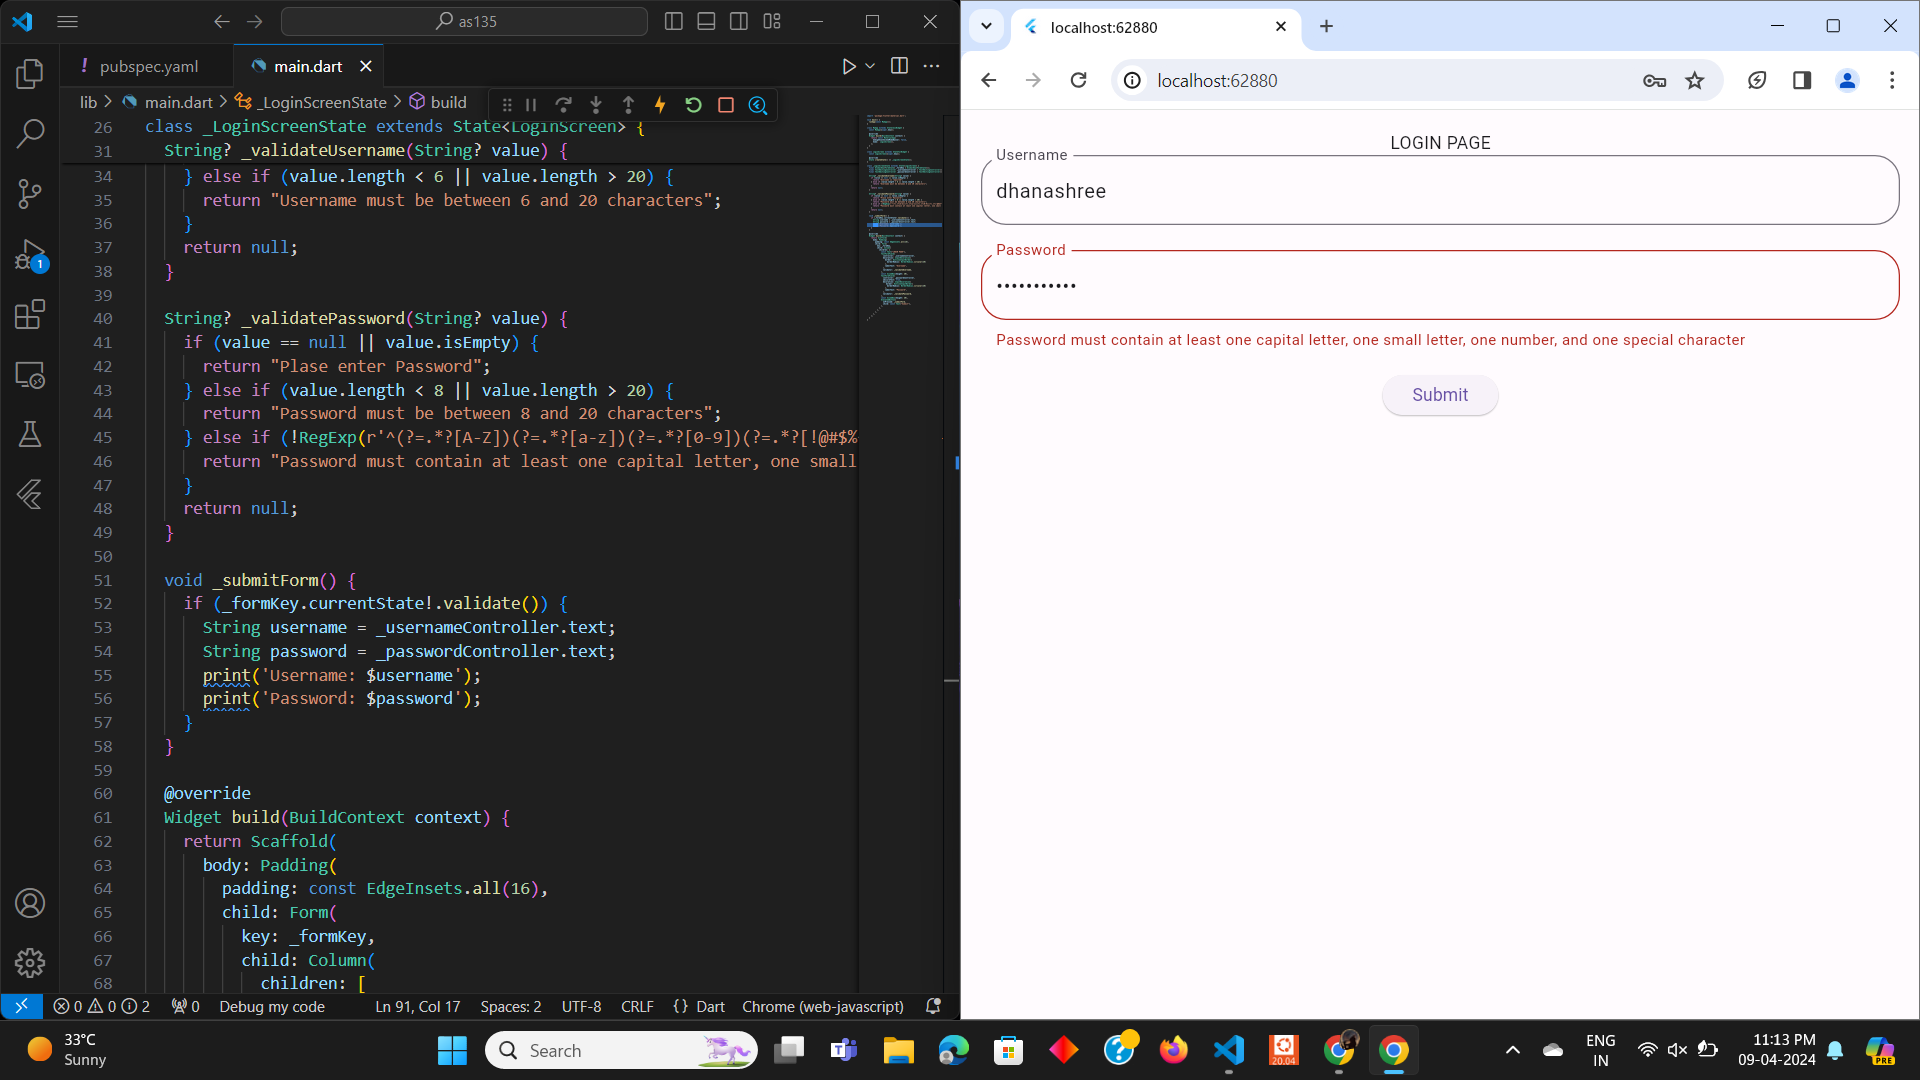 as135
pubspec.yaml
main.dart
lib > main.dart > _LoginScreenState > build
26 class _LoginScreenState extends State<LoginScreen> {
31 String? _validateUsername(String? value) {
34 } else if (value.length < 6 || value.length > 20) {
35 return "Username must be between 6 and 20 characters";
36 }
37 return null;
38 }
39
40 String? _validatePassword(String? value) {
41 if (value == null || value.isEmpty) {
42 return "Plase enter Password";
43 } else if (value.length < 8 || value.length > 20) {
44 return "Password must be between 8 and 20 characters";
45 } else if (!RegExp(r'^(?=.*?[A-Z])(?=.*?[a-z])(?=.*?[0-9])(?=.*?[!@#$%
46 return "Password must contain at least one capital letter, one small
47 }
48 return null;
49 }
50
51 void _submitForm() {
52 if (_formKey.currentState!.validate()) {
53 String username = _usernameController.text;
54 String password = _passwordController.text;
55 print('Username: $username');
56 print('Password: $password');
57 }
58 }
59
60 @override
61 Widget build(BuildContext context) {
62 return Scaffold(
63 body: Padding(
64 padding: const EdgeInsets.all(16),
65 child: Form(
66 key: _formKey,
67 child: Column(
68 children: [
1
0 0 2 0 Debug my code Ln 91, Col 17 Spaces: 2 UTF-8 CRLF {} Dart Chrome (web-javascript)
localhost:62880
localhost:62880
LOGIN PAGE
Username
dhanashree
Password
•••••••••••
Password must contain at least one capital letter, one small letter, one number, and one special character
Submit
33°C
Sunny
Search
20.04
ENG
IN
11:13 PM
09-04-2024
PRE